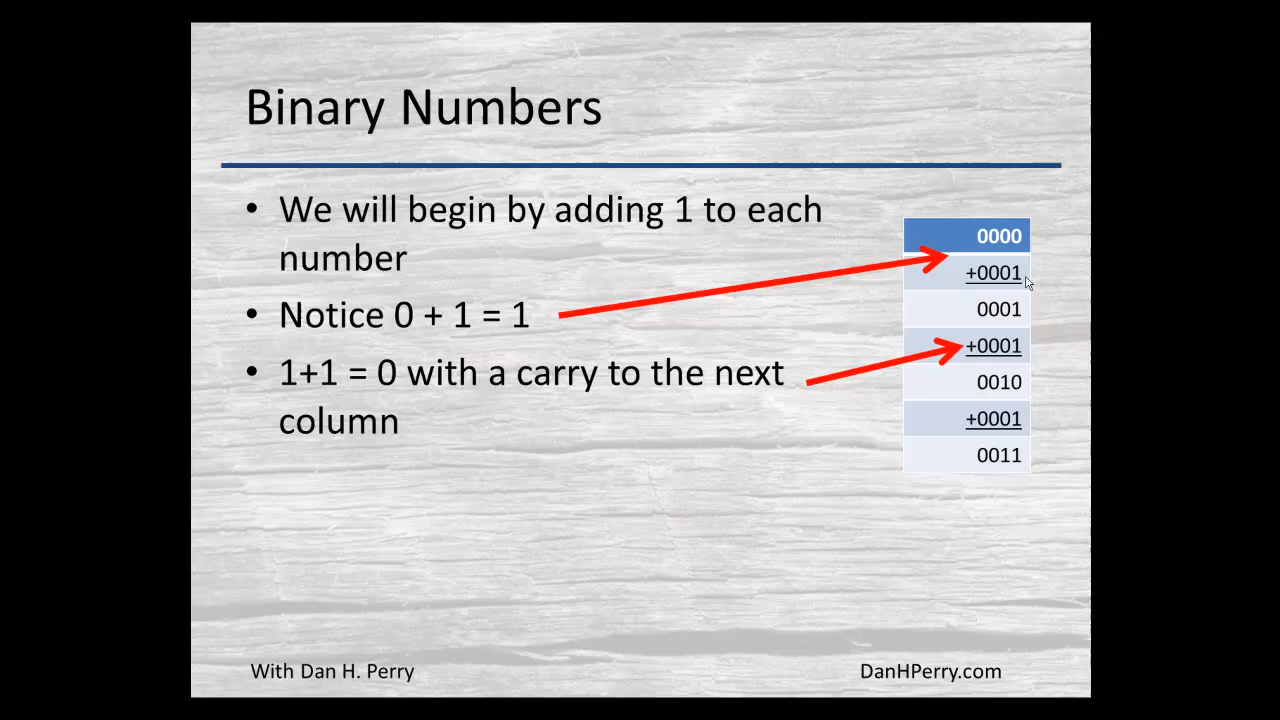 Binary Numbers
• We will begin by adding 1 to each
number
• Notice 0 + 1 = 1
• 1+1 = 0 with a carry to the next
column
0000
+0001
0001
+0001
0010
+0001
0011
With Dan H. Perry
DanHPerry.com